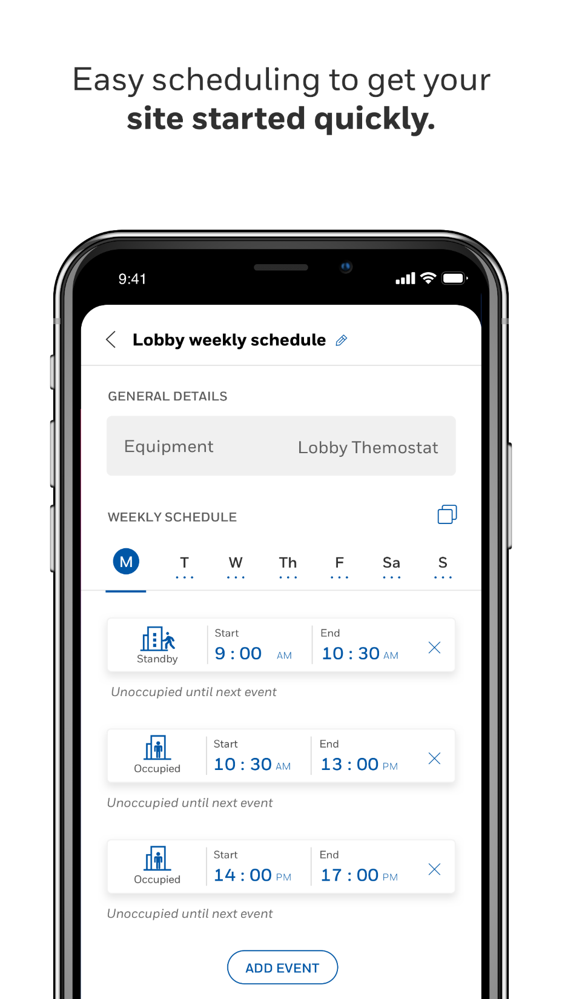 Easy scheduling to get your
site started quickly.
9:41
Lobby weekly schedule
GENERAL DETAILS
Equipment Lobby Themostat
WEEKLY SCHEDULE
M T W Th F Sa S
Start End
9 : 00 AM 10 : 30 AM
Standby
Unoccupied until next event
Start End
10 : 30 AM 13 : 00 PM
Occupied
Unoccupied until next event
Start End
14 : 00 PM 17 : 00 PM
Occupied
Unoccupied until next event
ADD EVENT